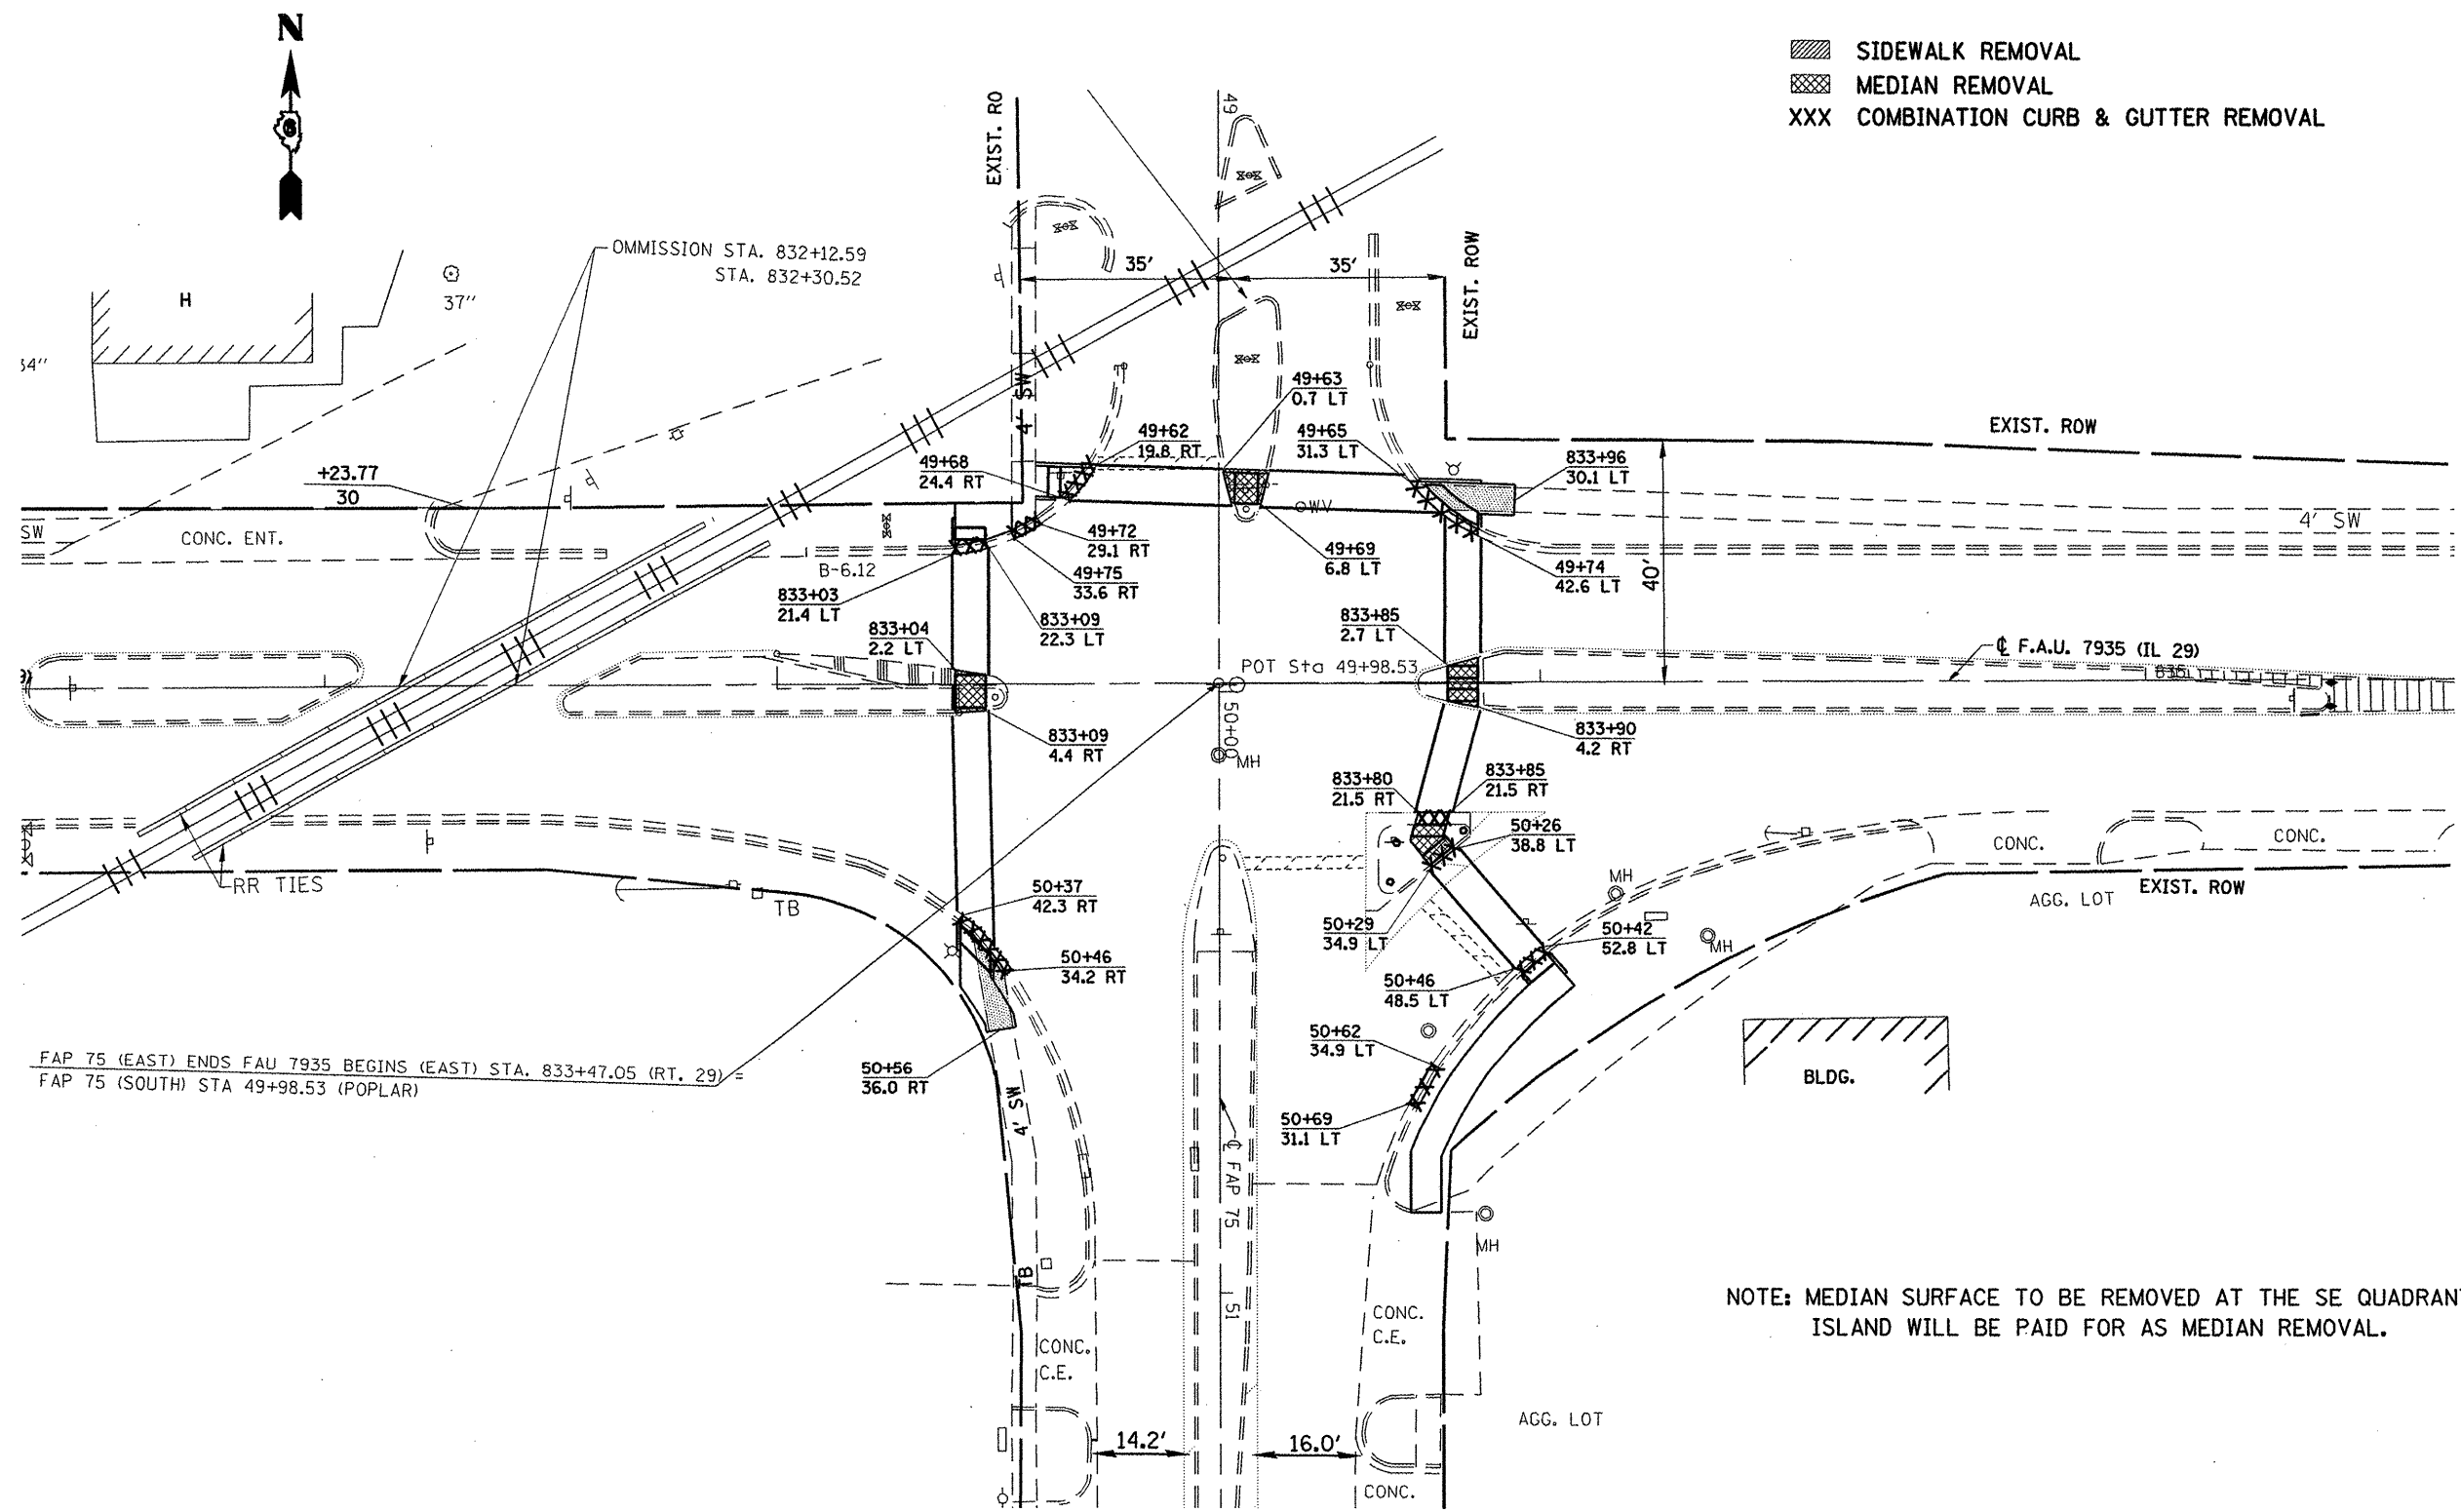 N
SIDEWALK REMOVAL
MEDIAN REMOVAL
XXX COMBINATION CURB & GUTTER REMOVAL
EXIST. RO
49
OMMISSION STA. 832+12.59
STA. 832+30.52
35'
35'
EXIST. ROW
H
37"
54"
4' SW
49+63
0.7 LT
49+62
19.8 RT
49+65
31.3 LT
EXIST. ROW
49+68
24.4 RT
833+96
30.1 LT
+23.77
30
SW
CONC. ENT.
B-6.12
WV
4' SW
49+72
29.1 RT
49+69
6.8 LT
49+75
33.6 RT
49+74
42.6 LT
40'
833+03
21.4 LT
833+09
22.3 LT
833+04
2.2 LT
833+85
2.7 LT
POT Sta 49+98.53
℄ F.A.U. 7935 (IL 29)
835
50+00
MH
833+09
4.4 RT
833+90
4.2 RT
833+80
21.5 RT
833+85
21.5 RT
50+26
38.8 LT
CONC.
CONC.
RR TIES
TB
MH
EXIST. ROW
AGG. LOT
50+37
42.3 RT
50+29
34.9 LT
50+42
52.8 LT
MH
50+46
34.2 RT
50+46
48.5 LT
50+62
34.9 LT
FAP 75 (EAST) ENDS FAU 7935 BEGINS (EAST) STA. 833+47.05 (RT. 29) =
FAP 75 (SOUTH) STA 49+98.53 (POPLAR)
50+56
36.0 RT
4' SW
50+69
31.1 LT
BLDG.
℄ FAP 75
MH
TB
51
NOTE: MEDIAN SURFACE TO BE REMOVED AT THE SE QUADRAN
ISLAND WILL BE PAID FOR AS MEDIAN REMOVAL.
CONC.
C.E.
CONC.
C.E.
AGG. LOT
14.2'
16.0'
CONC.